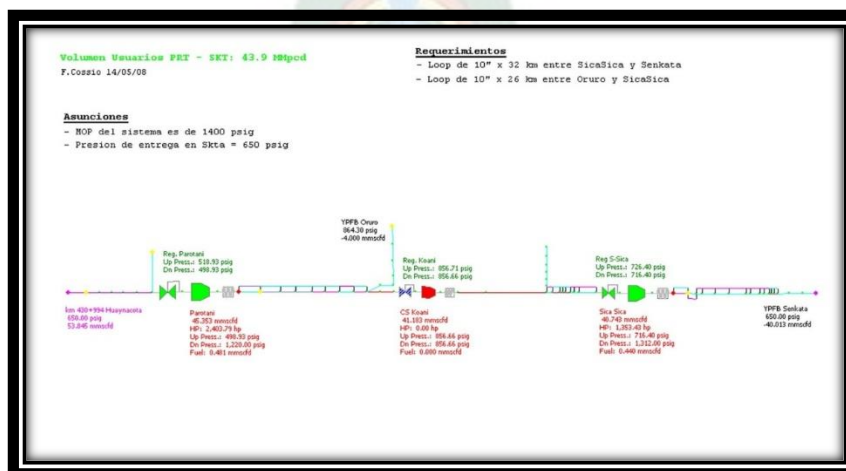 Volumen Usuarios PRT - SKT: 43.9 MMpcd
F.Cossio 14/05/08
Requerimientos
- Loop de 10" x 32 km entre SicaSica y Senkata
- Loop de 10" x 26 km entre Oruro y SicaSica
Asunciones
- MOP del sistema es de 1400 psig
- Presion de entrega en Skta = 650 psig
YPFB Oruro
864.30 psig
-4.000 mmscfd
Reg. Parotani
Up Press.: 518.93 psig
Dn Press.: 498.93 psig
Reg. Koani
Up Press.: 856.71 psig
Dn Press.: 856.66 psig
Reg S-Sica
Up Press.: 726.40 psig
Dn Press.: 716.40 psig
km 420+994 Huaynacota
650.00 psig
53.845 mmscfd
Parotani
45.353 mmscfd
HP: 2,403.79 hp
Up Press.: 498.93 psig
Dn Press.: 1,220.00 psig
Fuel: 0.481 mmscfd
CS Koani
41.183 mmscfd
HP: 0.00 hp
Up Press.: 856.66 psig
Dn Press.: 856.66 psig
Fuel: 0.000 mmscfd
Sica Sica
40.743 mmscfd
HP: 1,353.43 hp
Up Press.: 716.40 psig
Dn Press.: 1,312.00 psig
Fuel: 0.440 mmscfd
YPFB Senkata
650.00 psig
-40.013 mmscfd